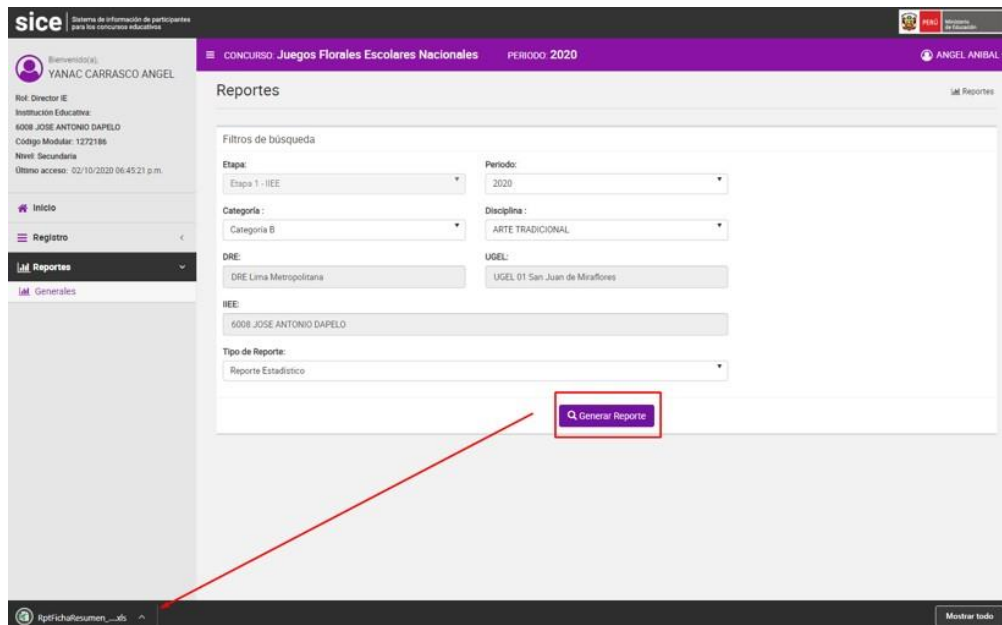 sice Sistema de información de participantes
para los concursos educativos
PERÚ Ministerio
de Educación
Bienvenido(a),
YANAC CARRASCO ANGEL
Rol: Director IE
Institución Educativa:
6008 JOSE ANTONIO DAPELO
Código Modular: 1272186
Nivel: Secundaria
Último acceso: 02/10/2020 06:45:21 p.m.
Inicio
Registro
Reportes
Generales
CONCURSO: Juegos Florales Escolares Nacionales PERIODO: 2020 ANGEL ANIBAL
Reportes Reportes
Filtros de búsqueda
Etapa: Periodo:
Etapa 1 - IIEE 2020
Categoría : Disciplina :
Categoría B ARTE TRADICIONAL
DRE: UGEL:
DRE Lima Metropolitana UGEL 01 San Juan de Miraflores
IIEE:
6008 JOSE ANTONIO DAPELO
Tipo de Reporte:
Reporte Estadístico
Generar Reporte
RptFichaResumen_....xls Mostrar todo